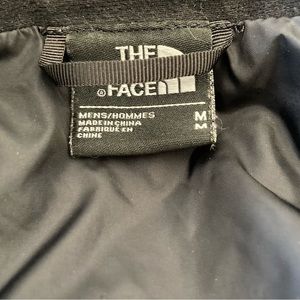 THE
FACE
MENS/HOMMES M
MADE IN CHINA M
FABRIQUÉ EN
CHINE